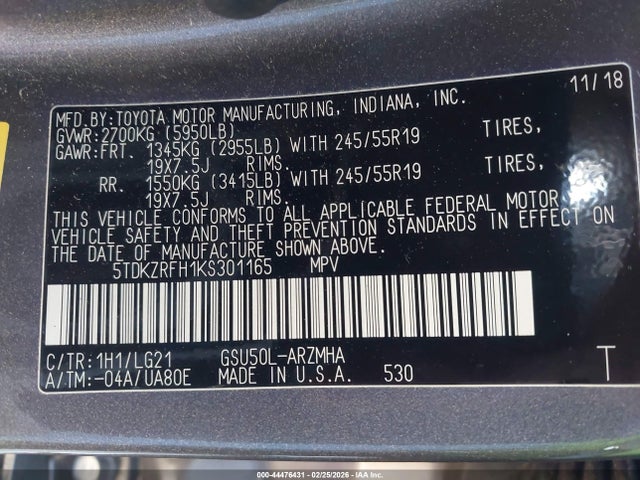 11/18
MFD.BY:TOYOTA MOTOR MANUFACTURING, INDIANA, INC.
GVWR:2700KG (5950LB)
GAWR:FRT. 1345KG (2955LB) WITH 245/55R19 TIRES,
19X7.5J RIMS.
RR. 1550KG (3415LB) WITH 245/55R19 TIRES,
19X7.5J RIMS.
THIS VEHICLE CONFORMS TO ALL APPLICABLE FEDERAL MOTOR
VEHICLE SAFETY AND THEFT PREVENTION STANDARDS IN EFFECT ON
THE DATE OF MANUFACTURE SHOWN ABOVE.
5TDKZRFH1KS301165 MPV
C/TR:1H1/LG21 GSU50L-ARZMHA
A/TM:-04A/UA80E MADE IN U.S.A. 530 T
000-44476431 - 02/25/2026 - IAA Inc.